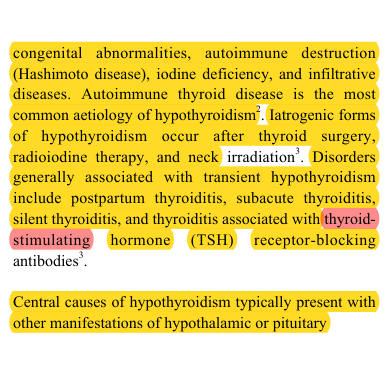 congenital abnormalities, autoimmune destruction
(Hashimoto disease), iodine deficiency, and infiltrative
diseases. Autoimmune thyroid disease is the most
common aetiology of hypothyroidism². Iatrogenic forms
of hypothyroidism occur after thyroid surgery,
radioiodine therapy, and neck irradiation³. Disorders
generally associated with transient hypothyroidism
include postpartum thyroiditis, subacute thyroiditis,
silent thyroiditis, and thyroiditis associated with thyroid-
stimulating hormone (TSH) receptor-blocking
antibodies³.
Central causes of hypothyroidism typically present with
other manifestations of hypothalamic or pituitary